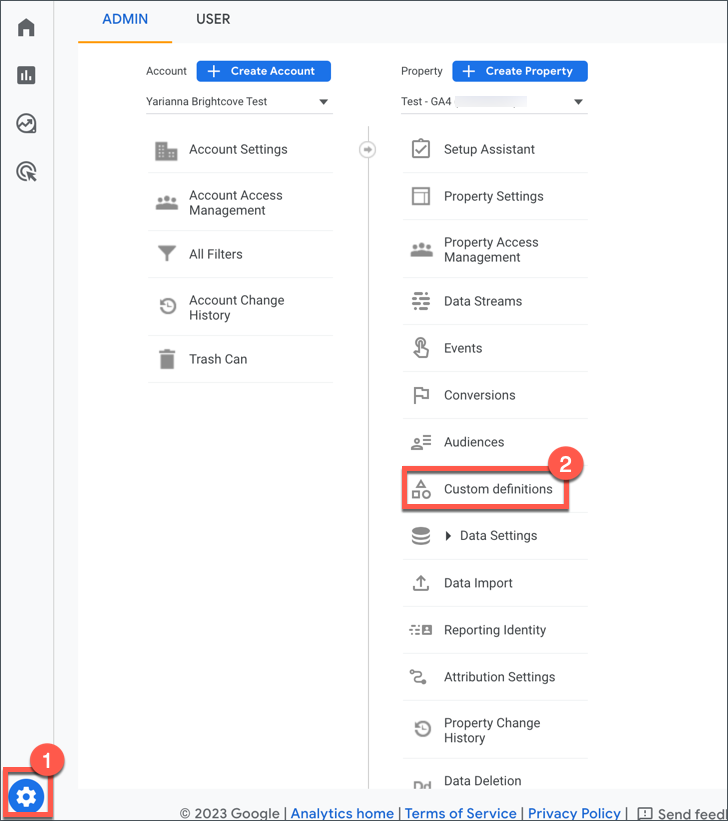 ADMIN USER
Account Create Account
Yarianna Brightcove Test
Account Settings
Account Access
Management
All Filters
Account Change
History
Trash Can
Property Create Property
Test - GA4
Setup Assistant
Property Settings
Property Access
Management
Data Streams
Events
Conversions
Audiences
2
Custom definitions
Data Settings
Data Import
Reporting Identity
Attribution Settings
Property Change
History
Dd Data Deletion
1
© 2023 Google | Analytics home | Terms of Service | Privacy Policy | Send feed